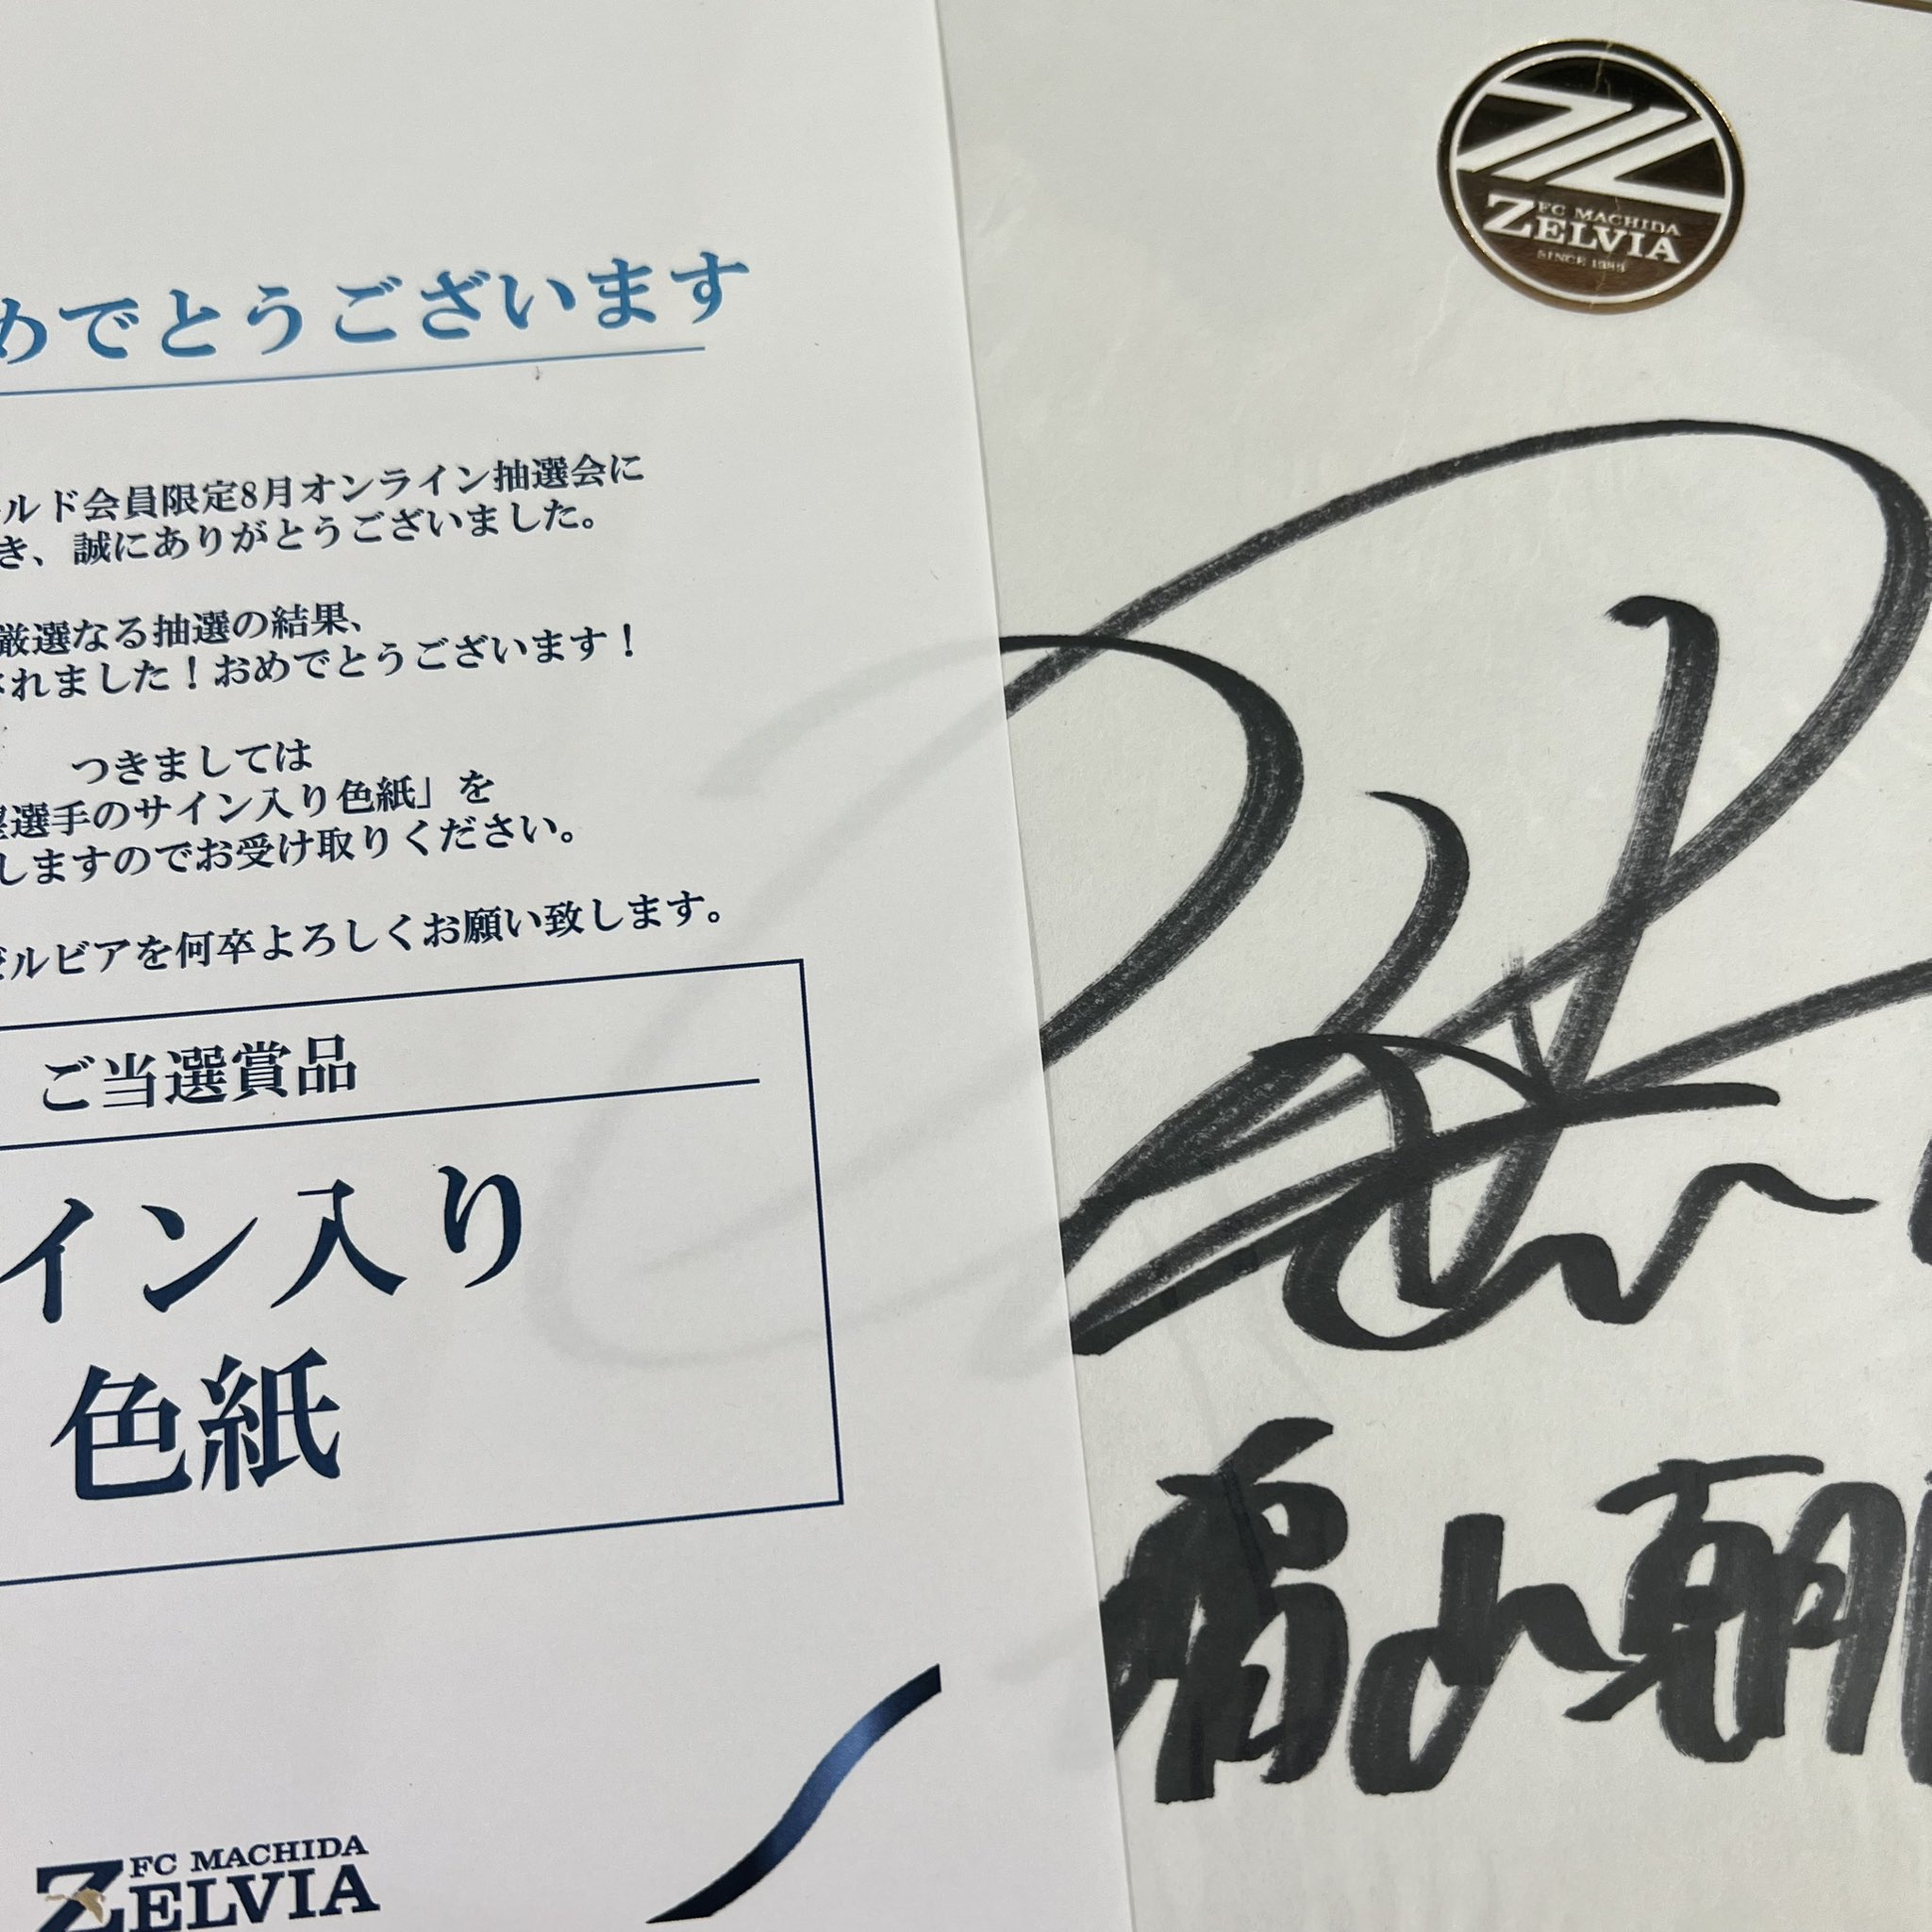 めでとうございます
ルド会員限定8月オンライン抽選会に
き、誠にありがとうございました。
厳選なる抽選の結果、
れました！おめでとうございます！
つきましては
選手のサイン入り色紙」を
しますのでお受け取りください。
ルビアを何卒よろしくお願い致します。
ご当選賞品
イン入り
色紙
FC MACHIDA
ZELVIA
FC MACHIDA
ZELVIA
SINCE 1989